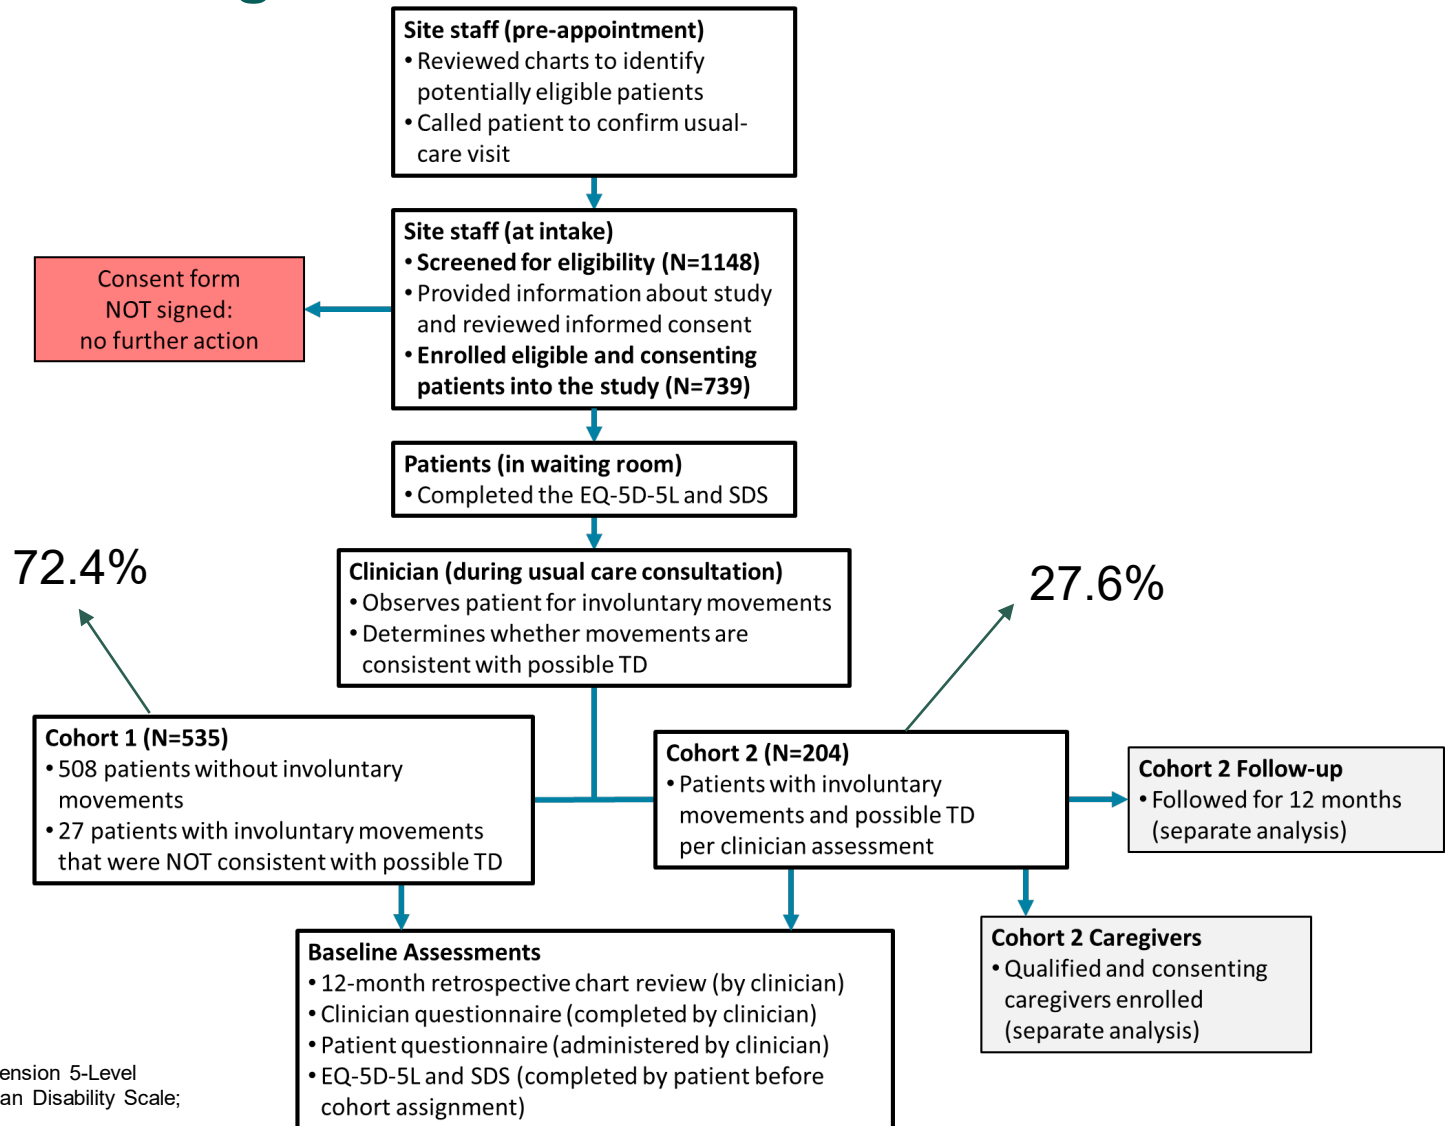 Site staff (pre-appointment)
• Reviewed charts to identify
potentially eligible patients
• Called patient to confirm usual-
care visit
Site staff (at intake)
• Screened for eligibility (N=1148)
• Provided information about study
and reviewed informed consent
• Enrolled eligible and consenting
patients into the study (N=739)
Consent form
NOT signed:
no further action
Patients (in waiting room)
• Completed the EQ-5D-5L and SDS
Clinician (during usual care consultation)
• Observes patient for involuntary movements
• Determines whether movements are
consistent with possible TD
72.4%
27.6%
Cohort 1 (N=535)
• 508 patients without involuntary
movements
• 27 patients with involuntary movements
that were NOT consistent with possible TD
Cohort 2 (N=204)
• Patients with involuntary
movements and possible TD
per clinician assessment
Cohort 2 Follow-up
• Followed for 12 months
(separate analysis)
Cohort 2 Caregivers
• Qualified and consenting
caregivers enrolled
(separate analysis)
Baseline Assessments
• 12-month retrospective chart review (by clinician)
• Clinician questionnaire (completed by clinician)
• Patient questionnaire (administered by clinician)
• EQ-5D-5L and SDS (completed by patient before
cohort assignment)
ension 5-Level
an Disability Scale;